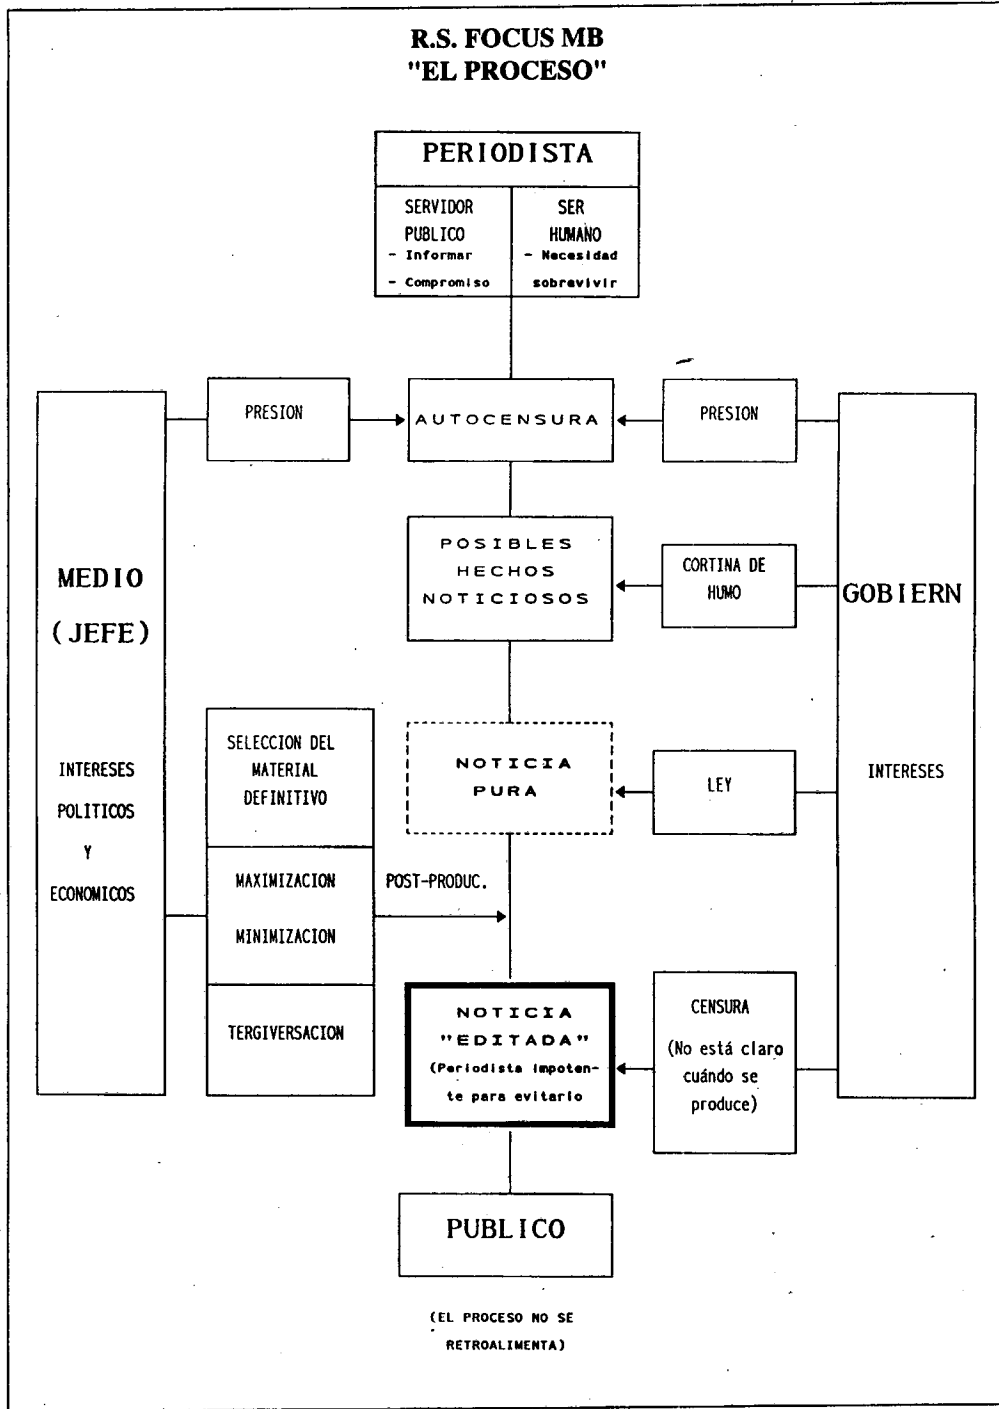 R.S. FOCUS MB
"EL PROCESO"
PERIODISTA
SERVIDOR
PUBLICO
- Informar
- Compromiso
SER
HUMANO
- Necesidad
sobrevivir
PRESION
AUTOCENSURA
PRESION
MEDIO
(JEFE)
INTERESES
POLITICOS
Y
ECONOMICOS
POSIBLES
HECHOS
NOTICIOSOS
CORTINA DE
HUMO
GOBIERN
INTERESES
SELECCION DEL
MATERIAL
DEFINITIVO
NOTICIA
PURA
LEY
MAXIMIZACION
MINIMIZACION
POST-PRODUC.
TERGIVERSACION
NOTICIA
"EDITADA"
(Periodista impoten-
te para evitarlo
CENSURA
(No está claro
cuándo se
produce)
PUBLICO
(EL PROCESO NO SE
RETROALIMENTA)